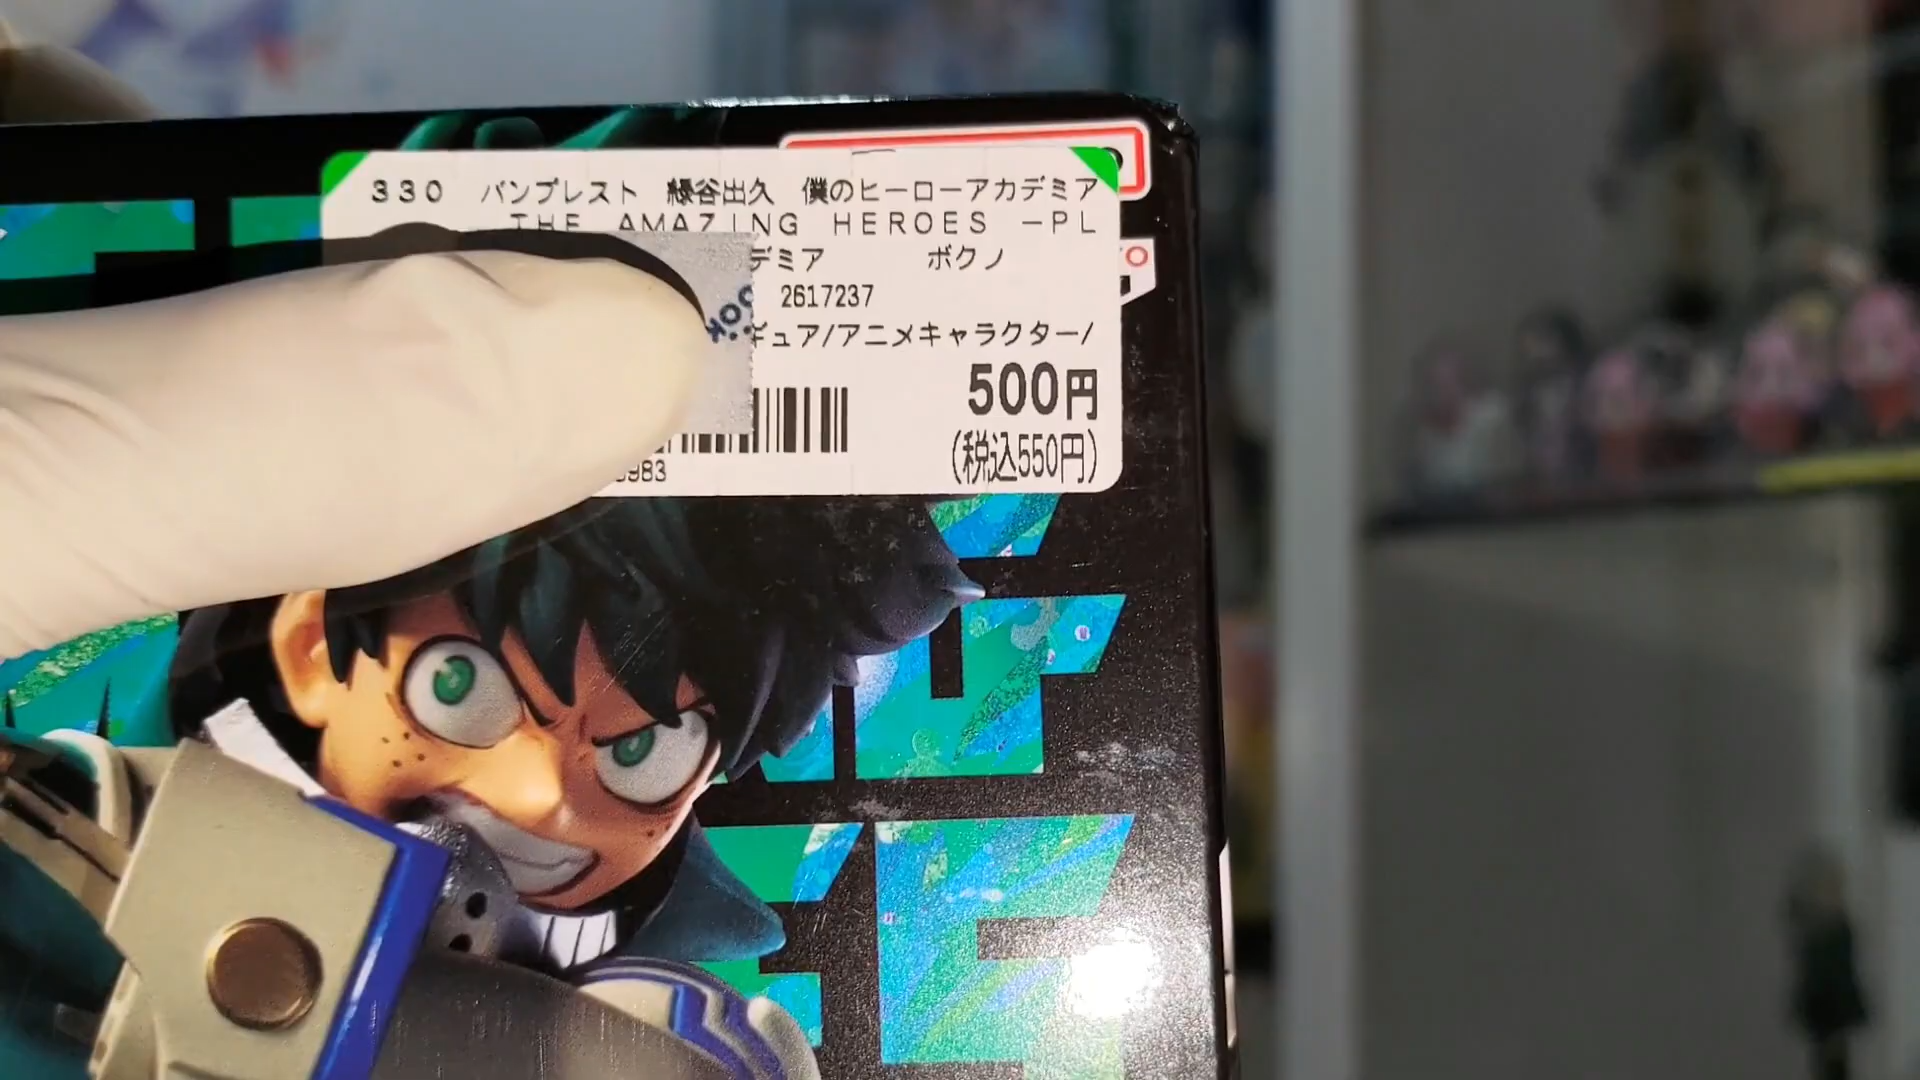 330 バンプレスト 緑谷出久 僕のヒーローアカデミア
THE AMAZING HEROES −PL
デミア ボクノ
2617237
ギュア/アニメキャラクター/
500円
983
(税込550円)